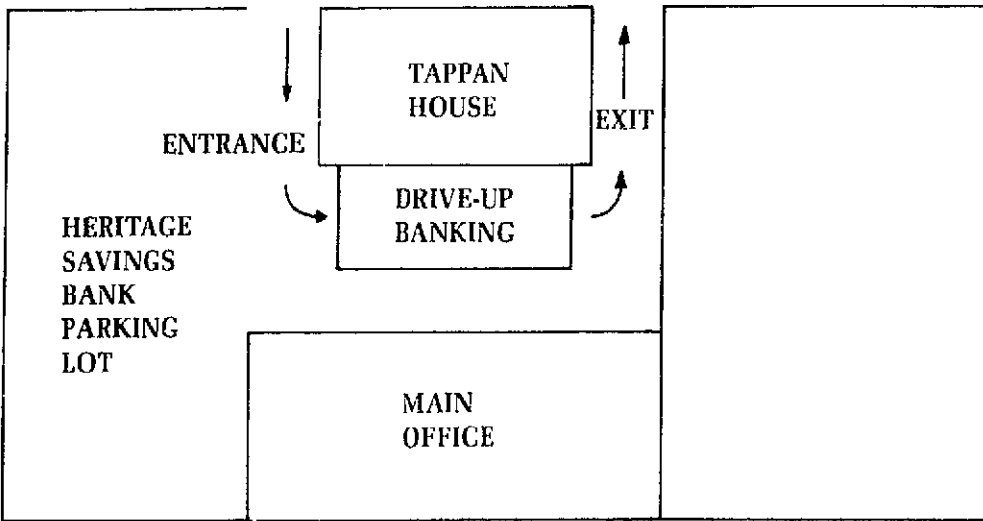 TAPPAN
HOUSE
ENTRANCE
EXIT
DRIVE-UP
BANKING
HERITAGE
SAVINGS
BANK
PARKING
LOT
MAIN
OFFICE